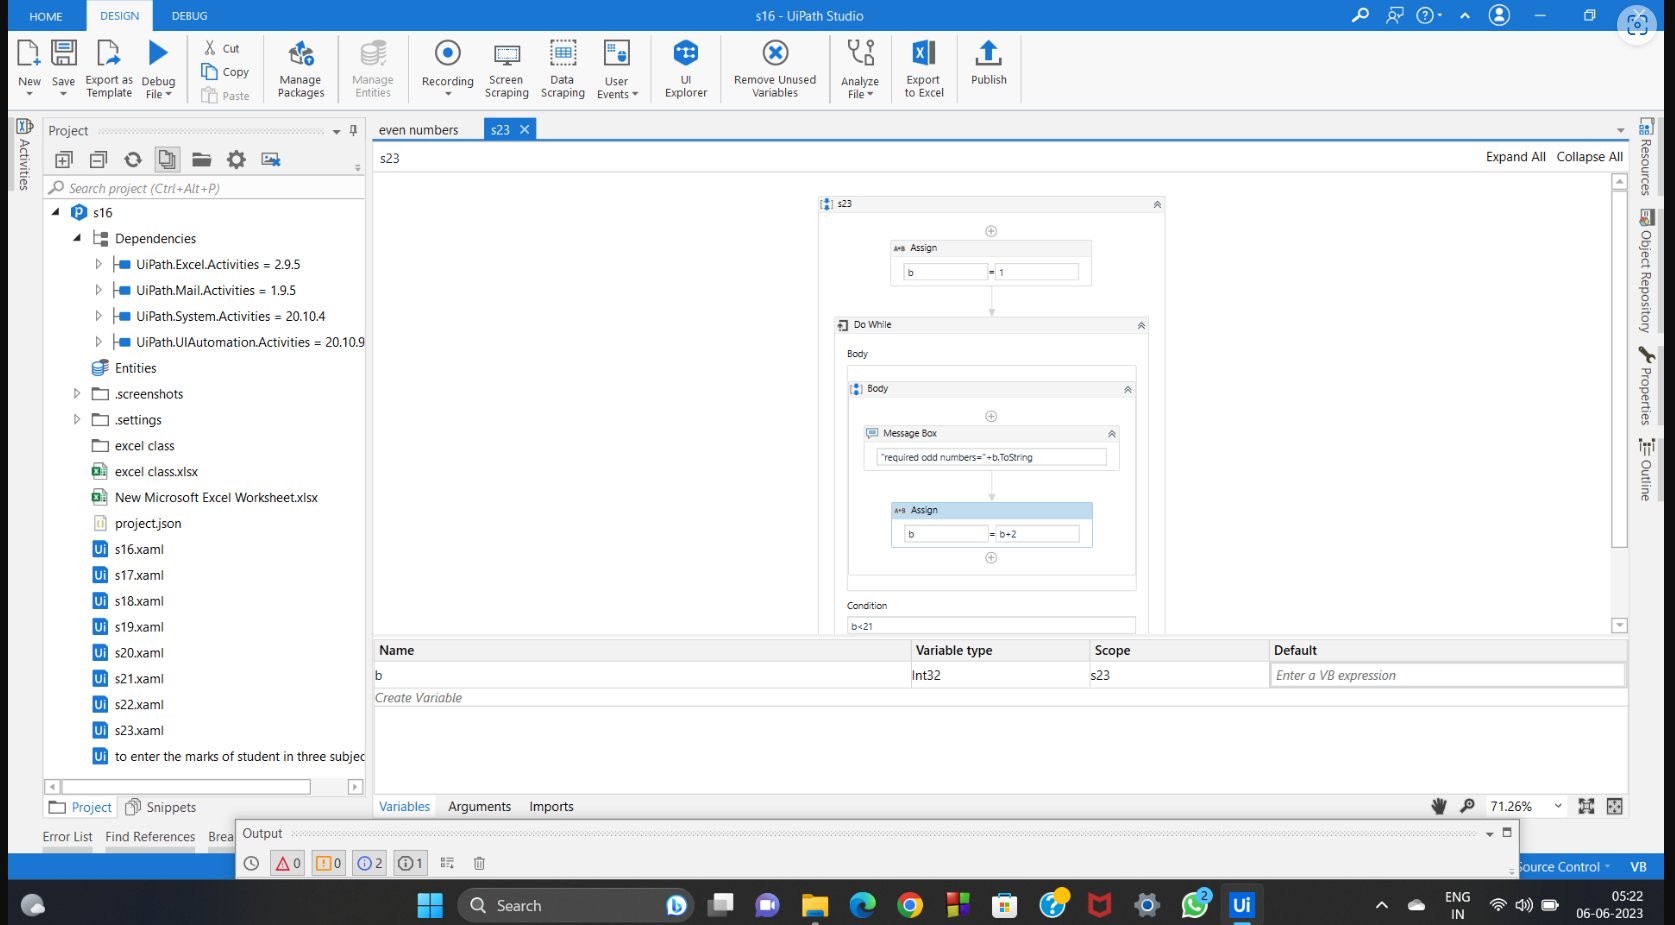 HOME DESIGN DEBUG s16 - UiPath Studio
New Save Export as Template Debug File Cut Copy Paste Manage Packages Manage Entities Recording Screen Scraping Data Scraping User Events UI Explorer Remove Unused Variables Analyze File Export to Excel Publish
Activities
Project
Search project (Ctrl+Alt+P)
s16
Dependencies
UiPath.Excel.Activities = 2.9.5
UiPath.Mail.Activities = 1.9.5
UiPath.System.Activities = 20.10.4
UiPath.UIAutomation.Activities = 20.10.9
Entities
.screenshots
.settings
excel class
excel class.xlsx
New Microsoft Excel Worksheet.xlsx
project.json
s16.xaml
s17.xaml
s18.xaml
s19.xaml
s20.xaml
s21.xaml
s22.xaml
s23.xaml
to enter the marks of student in three subjec
Project Snippets
Error List Find References Brea
even numbers s23
s23 Expand All Collapse All
s23
A+B Assign
b = 1
Do While
Body
Body
Message Box
"required odd numbers="+b.ToString
A+B Assign
b = b+2
Condition
b<21
Name Variable type Scope Default
b Int32 s23 Enter a VB expression
Create Variable
Variables Arguments Imports 71.26%
Resources
Object Repository
Properties
Outline
Output
0 0 2 1
Source Control VB
Search
2
Ui
ENG
IN
05:22
06-06-2023